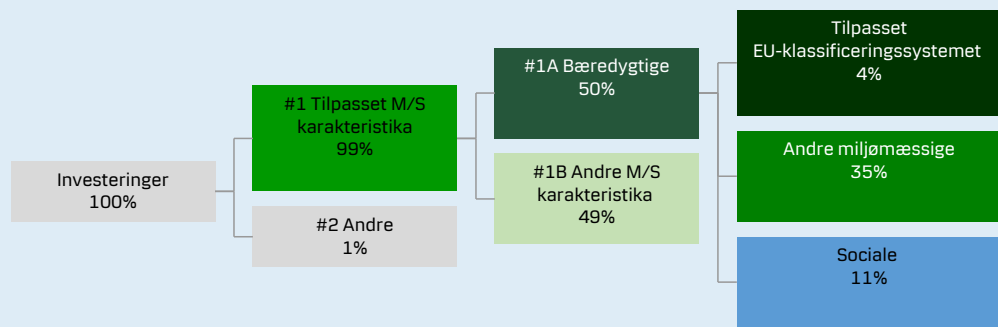 Investeringer
100%
#1 Tilpasset M/S
karakteristika
99%
#2 Andre
1%
#1A Bæredygtige
50%
#1B Andre M/S
karakteristika
49%
Tilpasset
EU-klassificeringssystemet
4%
Andre miljømæssige
35%
Sociale
11%